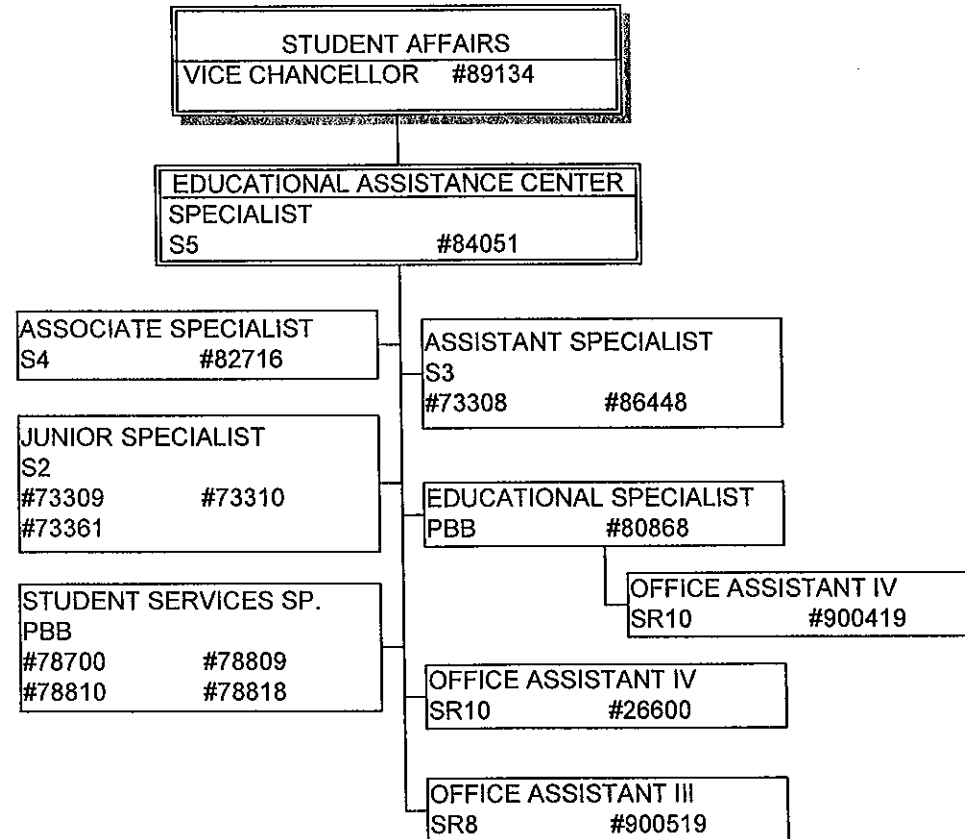 STUDENT AFFAIRS
VICE CHANCELLOR #89134
EDUCATIONAL ASSISTANCE CENTER
SPECIALIST
S5 #84051
ASSOCIATE SPECIALIST
S4 #82716
ASSISTANT SPECIALIST
S3
#73308 #86448
JUNIOR SPECIALIST
S2
#73309 #73310
#73361
EDUCATIONAL SPECIALIST
PBB #80868
OFFICE ASSISTANT IV
SR10 #900419
STUDENT SERVICES SP.
PBB
#78700 #78809
#78810 #78818
OFFICE ASSISTANT IV
SR10 #26600
OFFICE ASSISTANT III
SR8 #900519